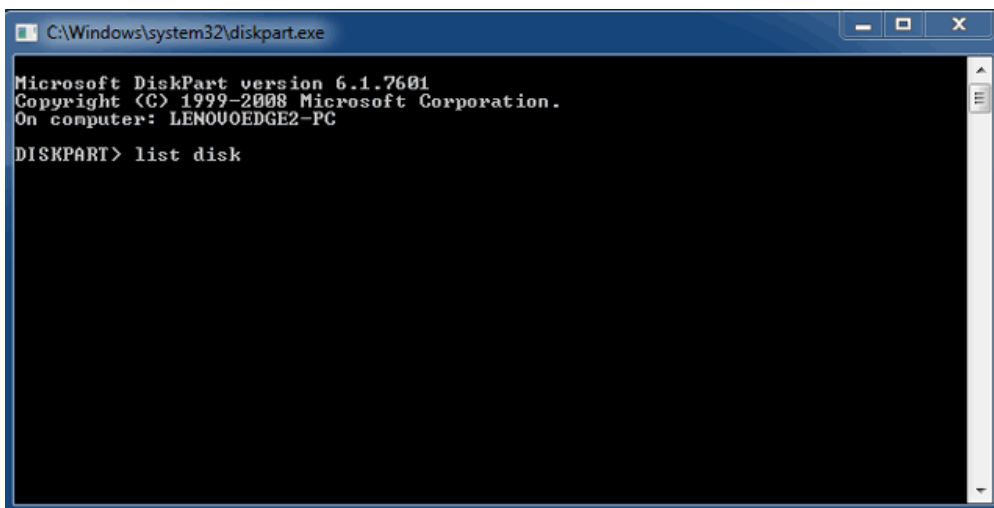 C:\Windows\system32\diskpart.exe
Microsoft DiskPart version 6.1.7601
Copyright (C) 1999-2008 Microsoft Corporation.
On computer: LENOVOEDGE2-PC
DISKPART> list disk